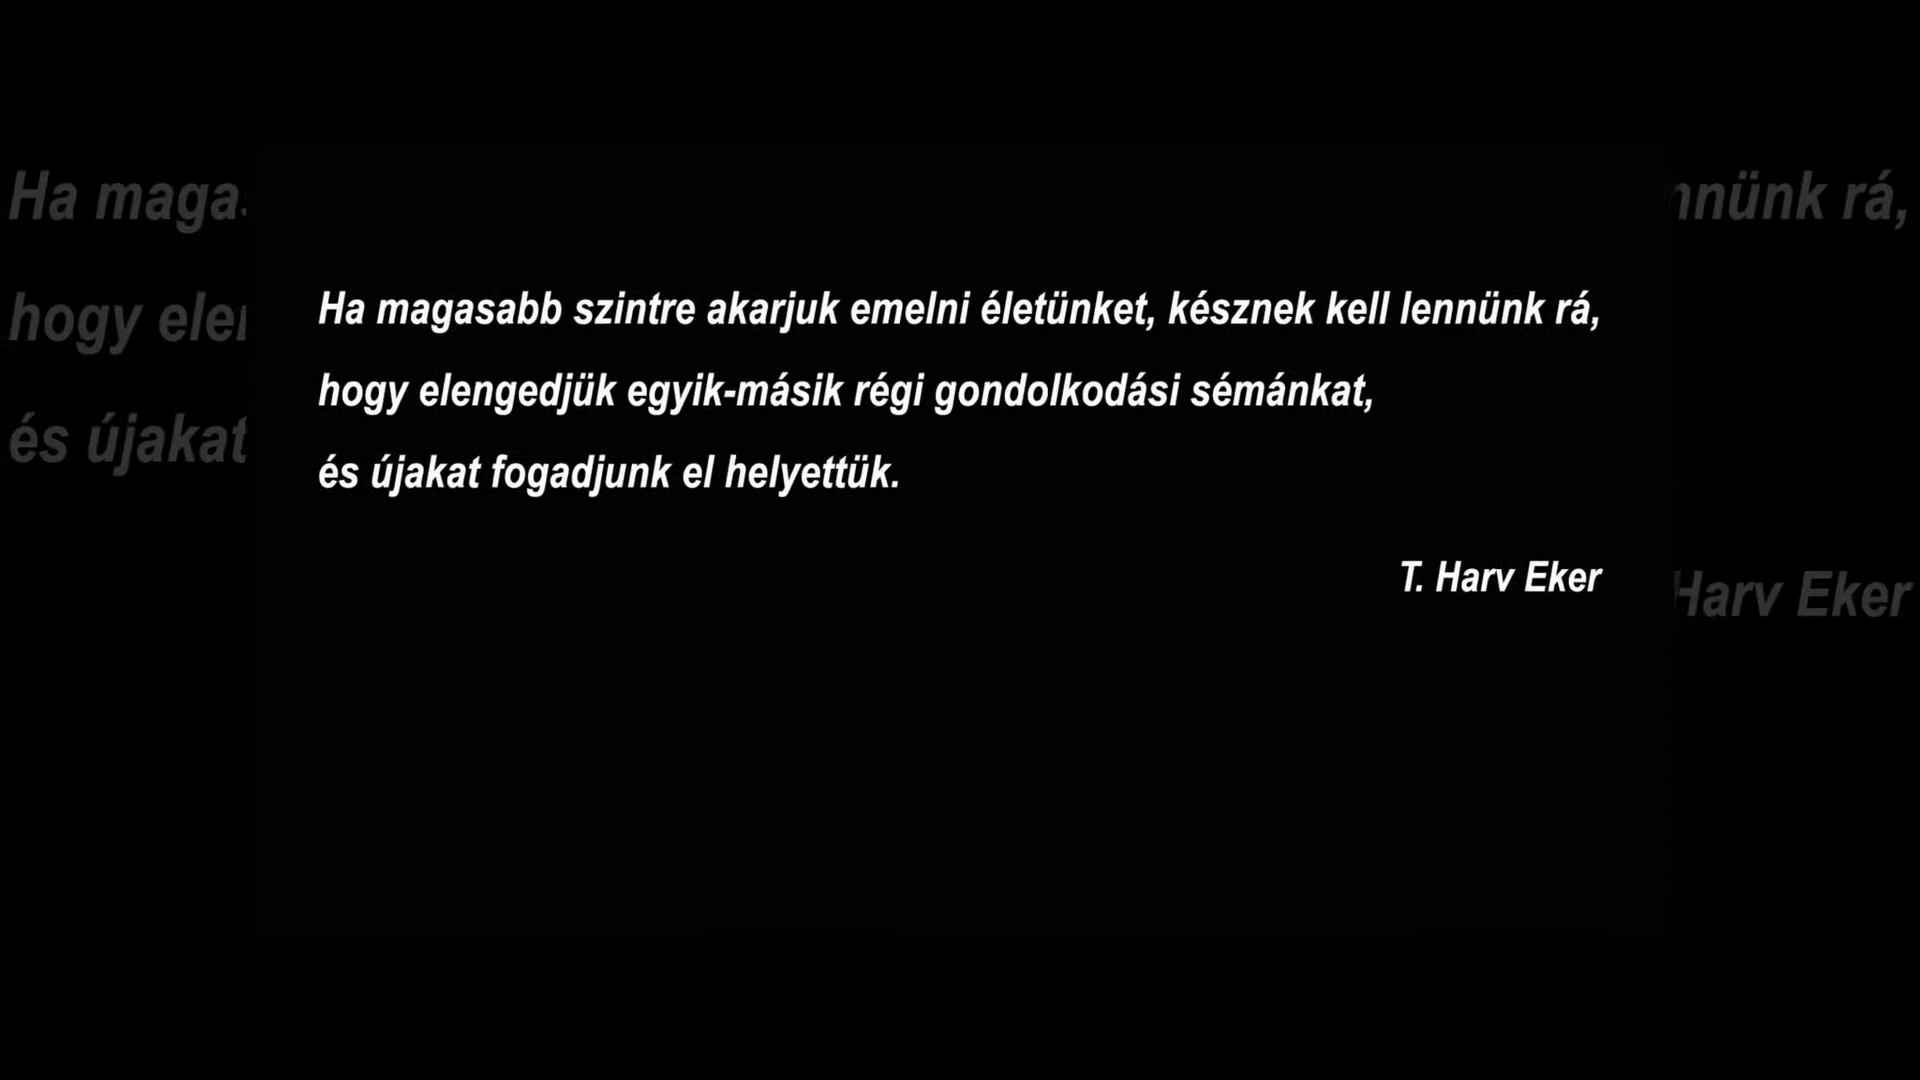 Ha magasabb szintre akarjuk emelni életünket, késznek kell lennünk rá,
hogy elengedjük egyik-másik régi gondolkodási sémánkat,
és újakat fogadjunk el helyettük.
T. Harv Eker